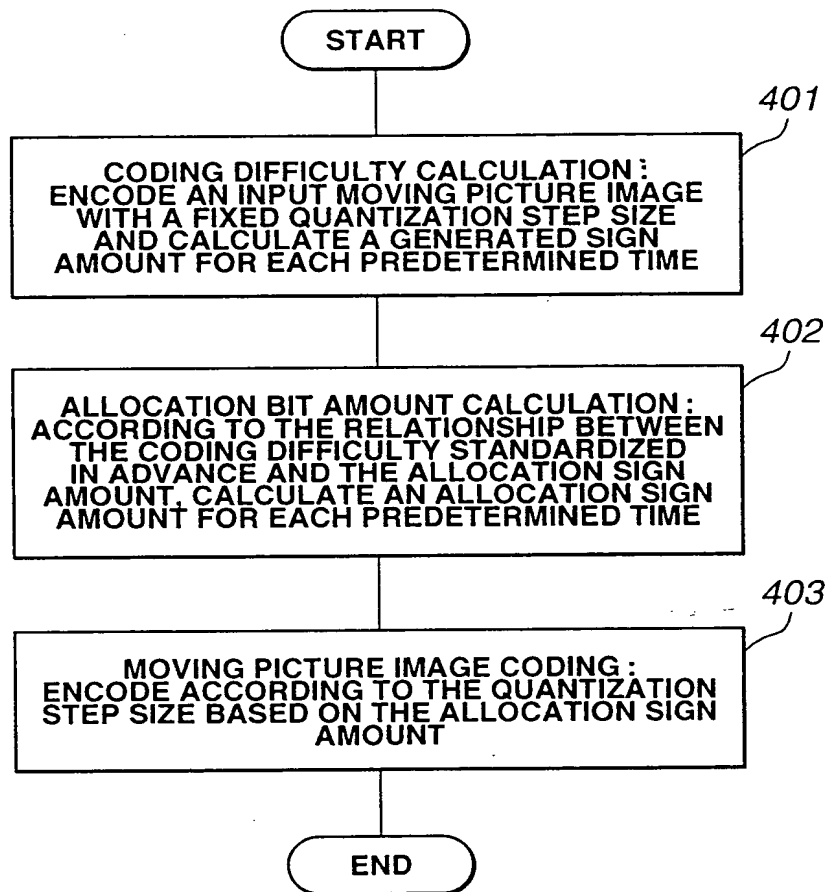 START
401
CODING DIFFICULTY CALCULATION :
ENCODE AN INPUT MOVING PICTURE IMAGE
WITH A FIXED QUANTIZATION STEP SIZE
AND CALCULATE A GENERATED SIGN
AMOUNT FOR EACH PREDETERMINED TIME
402
ALLOCATION BIT AMOUNT CALCULATION :
ACCORDING TO THE RELATIONSHIP BETWEEN
THE CODING DIFFICULTY STANDARDIZED
IN ADVANCE AND THE ALLOCATION SIGN
AMOUNT, CALCULATE AN ALLOCATION SIGN
AMOUNT FOR EACH PREDETERMINED TIME
403
MOVING PICTURE IMAGE CODING :
ENCODE ACCORDING TO THE QUANTIZATION
STEP SIZE BASED ON THE ALLOCATION SIGN
AMOUNT
END